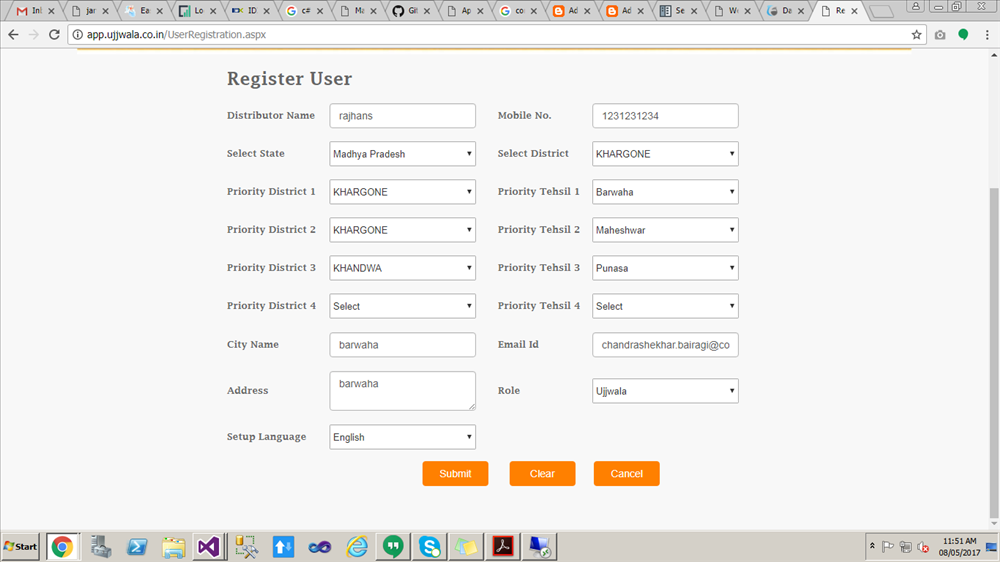 Inl
jar
Ea
Lo
ID
c#
Ma
Git
Ap
co
Ad
Ad
Se
We
Da
Re
app.ujjwala.co.in/UserRegistration.aspx
Register User
Distributor Name rajhans Mobile No. 1231231234
Select State Madhya Pradesh Select District KHARGONE
Priority District 1 KHARGONE Priority Tehsil 1 Barwaha
Priority District 2 KHARGONE Priority Tehsil 2 Maheshwar
Priority District 3 KHANDWA Priority Tehsil 3 Punasa
Priority District 4 Select Priority Tehsil 4 Select
City Name barwaha Email Id chandrashekhar.bairagi@co
Address barwaha Role Ujjwala
Setup Language English
Submit Clear Cancel
Start
11:51 AM
08/05/2017